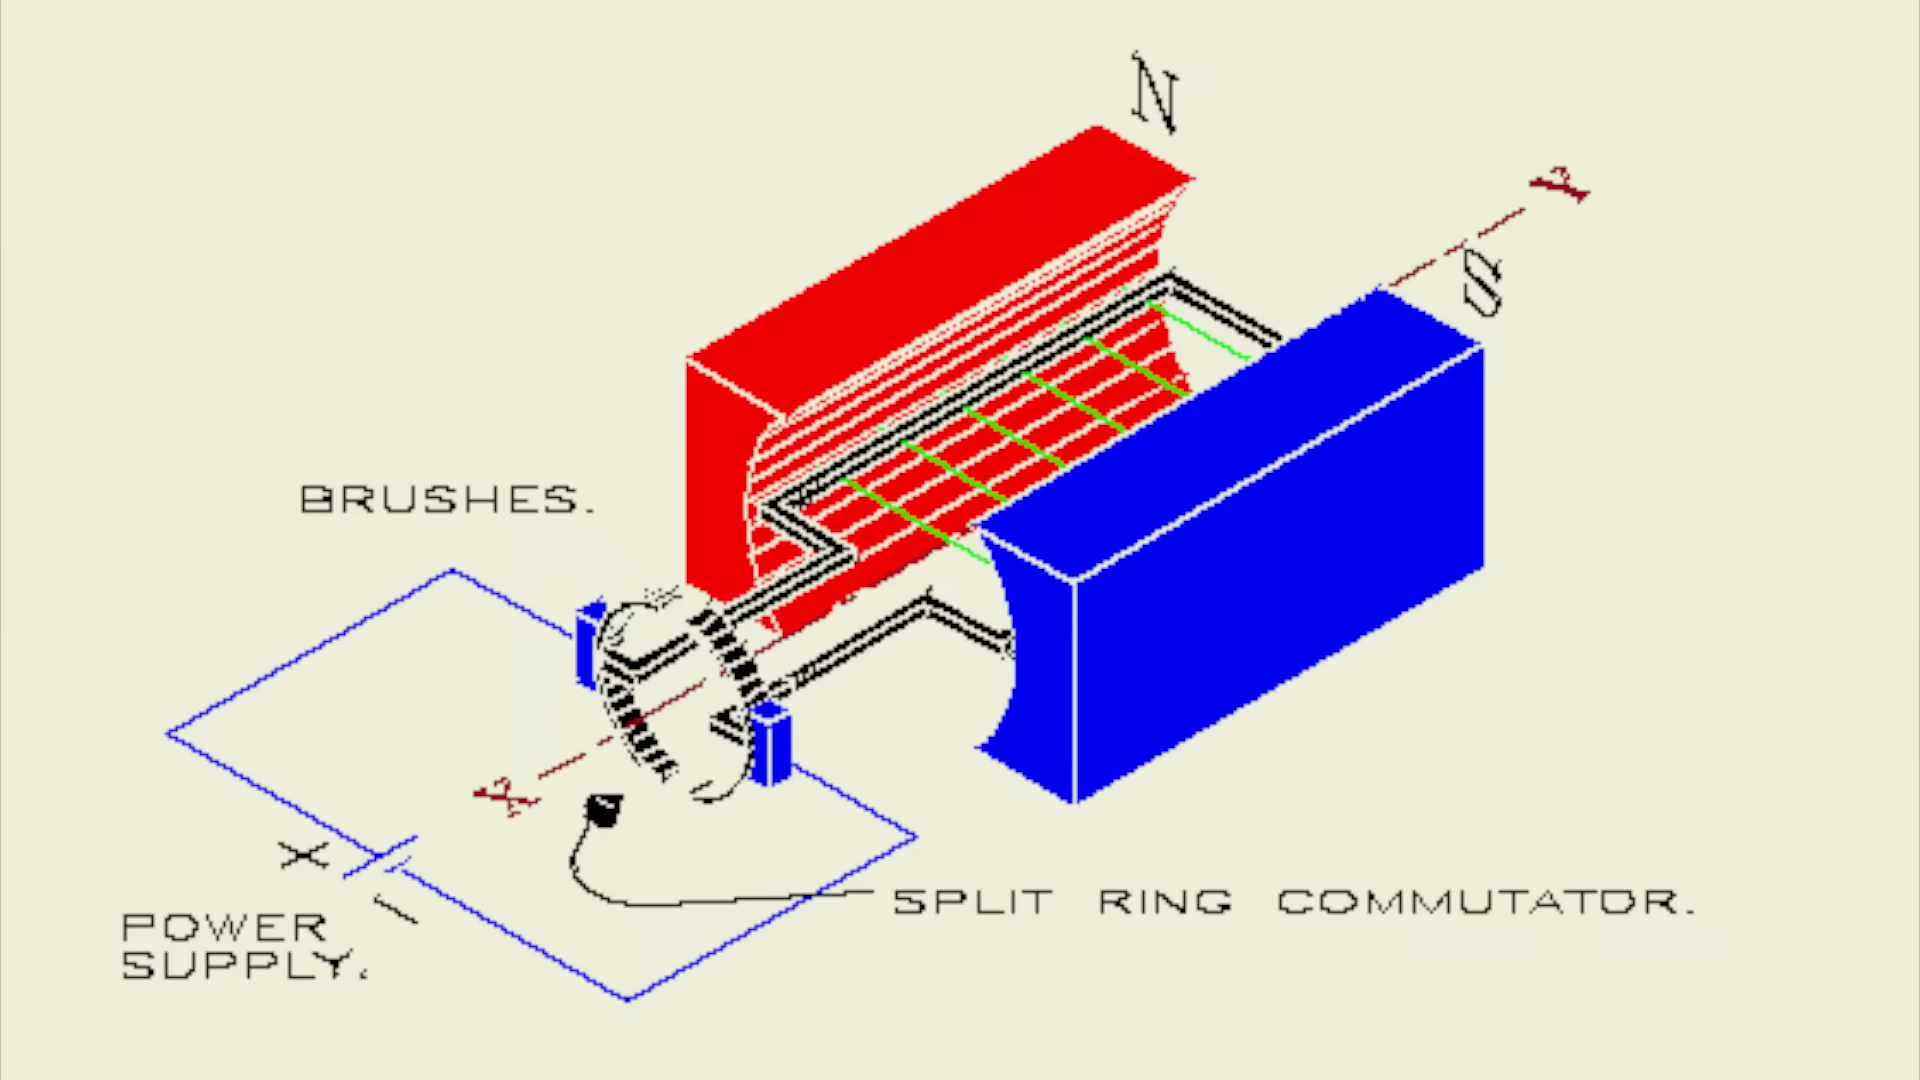 N
Y
S
BRUSHES.
X
+
-
SPLIT RING COMMUTATOR.
POWER
SUPPLY.